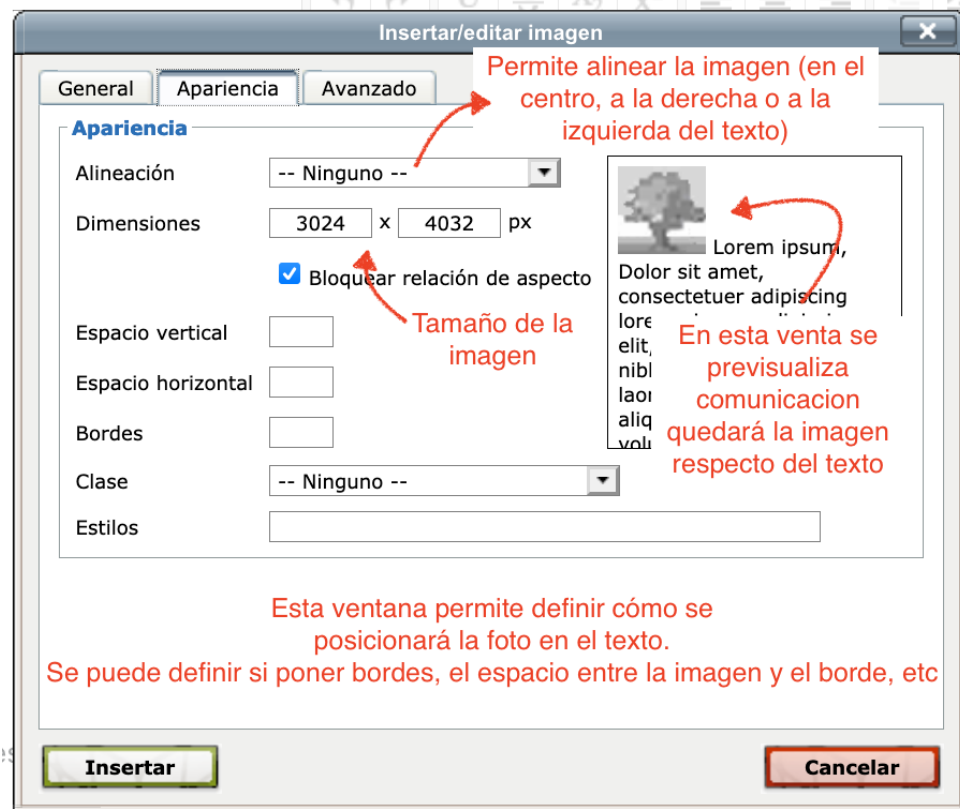 Insertar/editar imagen
General Apariencia Avanzado
Permite alinear la imagen (en el
centro, a la derecha o a la
izquierda del texto)
Apariencia
Alineación -- Ninguno --
Dimensiones 3024 x 4032 px
Bloquear relación de aspecto
Tamaño de la
imagen
Espacio vertical
Espacio horizontal
Bordes
Clase -- Ninguno --
Estilos
Lorem ipsum,
Dolor sit amet,
consectetuer adipiscing
elit,
En esta venta se
previsualiza
comunicacion
quedará la imagen
respecto del texto
Esta ventana permite definir cómo se
posicionará la foto en el texto.
Se puede definir si poner bordes, el espacio entre la imagen y el borde, etc
Insertar Cancelar